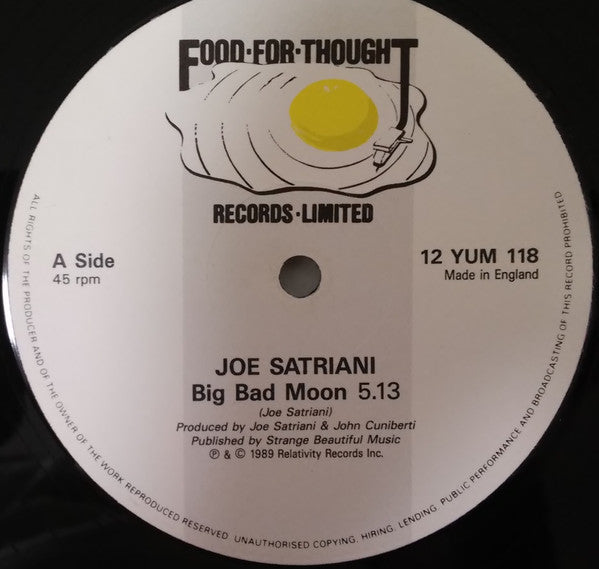 FOOD·FOR·THOUGHT
RECORDS·LIMITED
A Side
45 rpm
12 YUM 118
Made in England
JOE SATRIANI
Big Bad Moon 5.13
(Joe Satriani)
Produced by Joe Satriani & John Cuniberti
Published by Strange Beautiful Music
℗ & © 1989 Relativity Records Inc.
ALL RIGHTS OF THE PRODUCER AND OF THE OWNER OF THE WORK REPRODUCED RESERVED. UNAUTHORISED COPYING, HIRING, LENDING, PUBLIC PERFORMANCE AND BROADCASTING OF THIS RECORD PROHIBITED